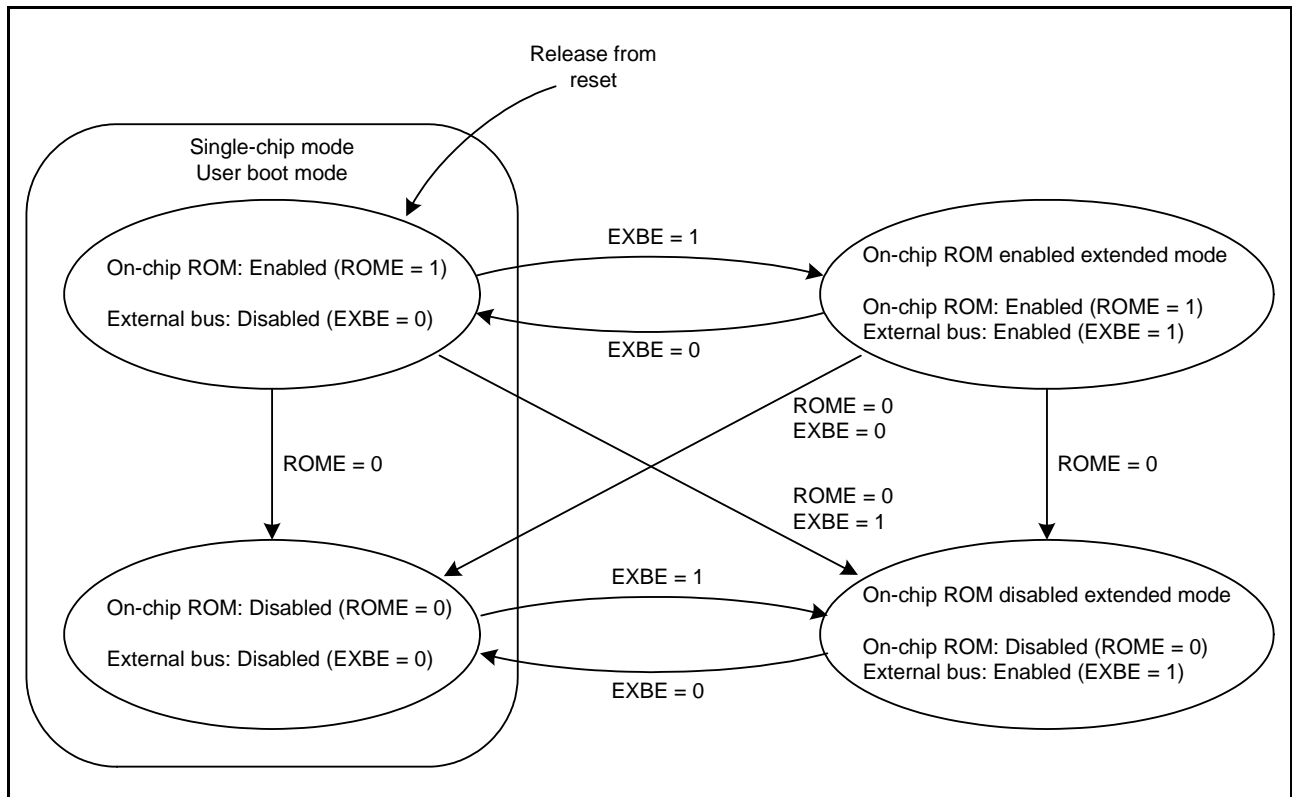 Release from
reset
Single-chip mode
User boot mode
On-chip ROM: Enabled (ROME = 1)
External bus: Disabled (EXBE = 0)
EXBE = 1
EXBE = 0
On-chip ROM enabled extended mode
On-chip ROM: Enabled (ROME = 1)
External bus: Enabled (EXBE = 1)
ROME = 0
ROME = 0
EXBE = 0
ROME = 0
ROME = 0
EXBE = 1
On-chip ROM: Disabled (ROME = 0)
External bus: Disabled (EXBE = 0)
EXBE = 1
EXBE = 0
On-chip ROM disabled extended mode
On-chip ROM: Disabled (ROME = 0)
External bus: Enabled (EXBE = 1)